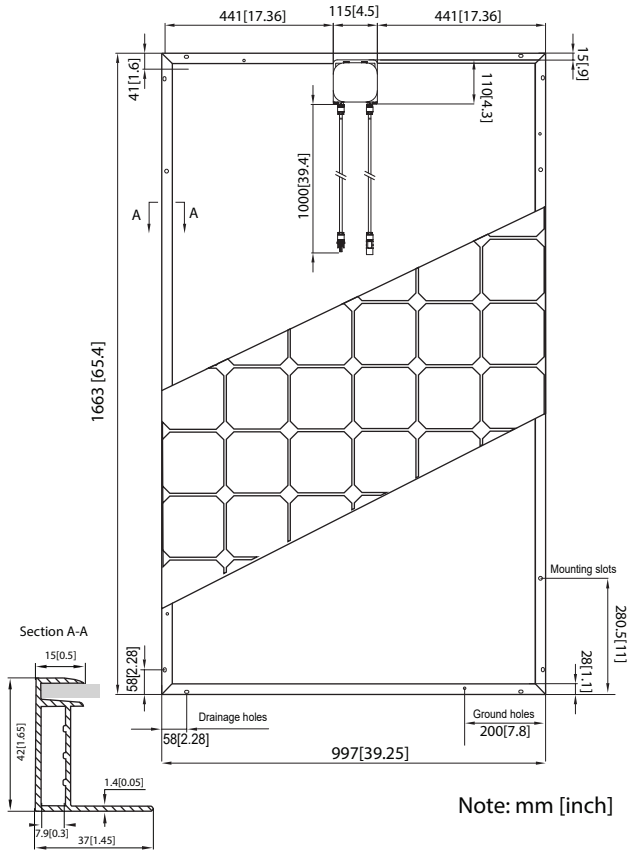 441[17.36]
115[4.5]
441[17.36]
41[1.6]
15[.9]
110[4.3]
1000[39.4]
A
A
1663 [65.4]
Mounting slots
280.5[11]
Section A-A
15[0.5]
58[2.28]
28[1.1]
42[1.65]
Drainage holes
58[2.28]
Ground holes
200[7.8]
997[39.25]
1.4[0.05]
7.9[0.3]
37[1.45]
Note: mm [inch]